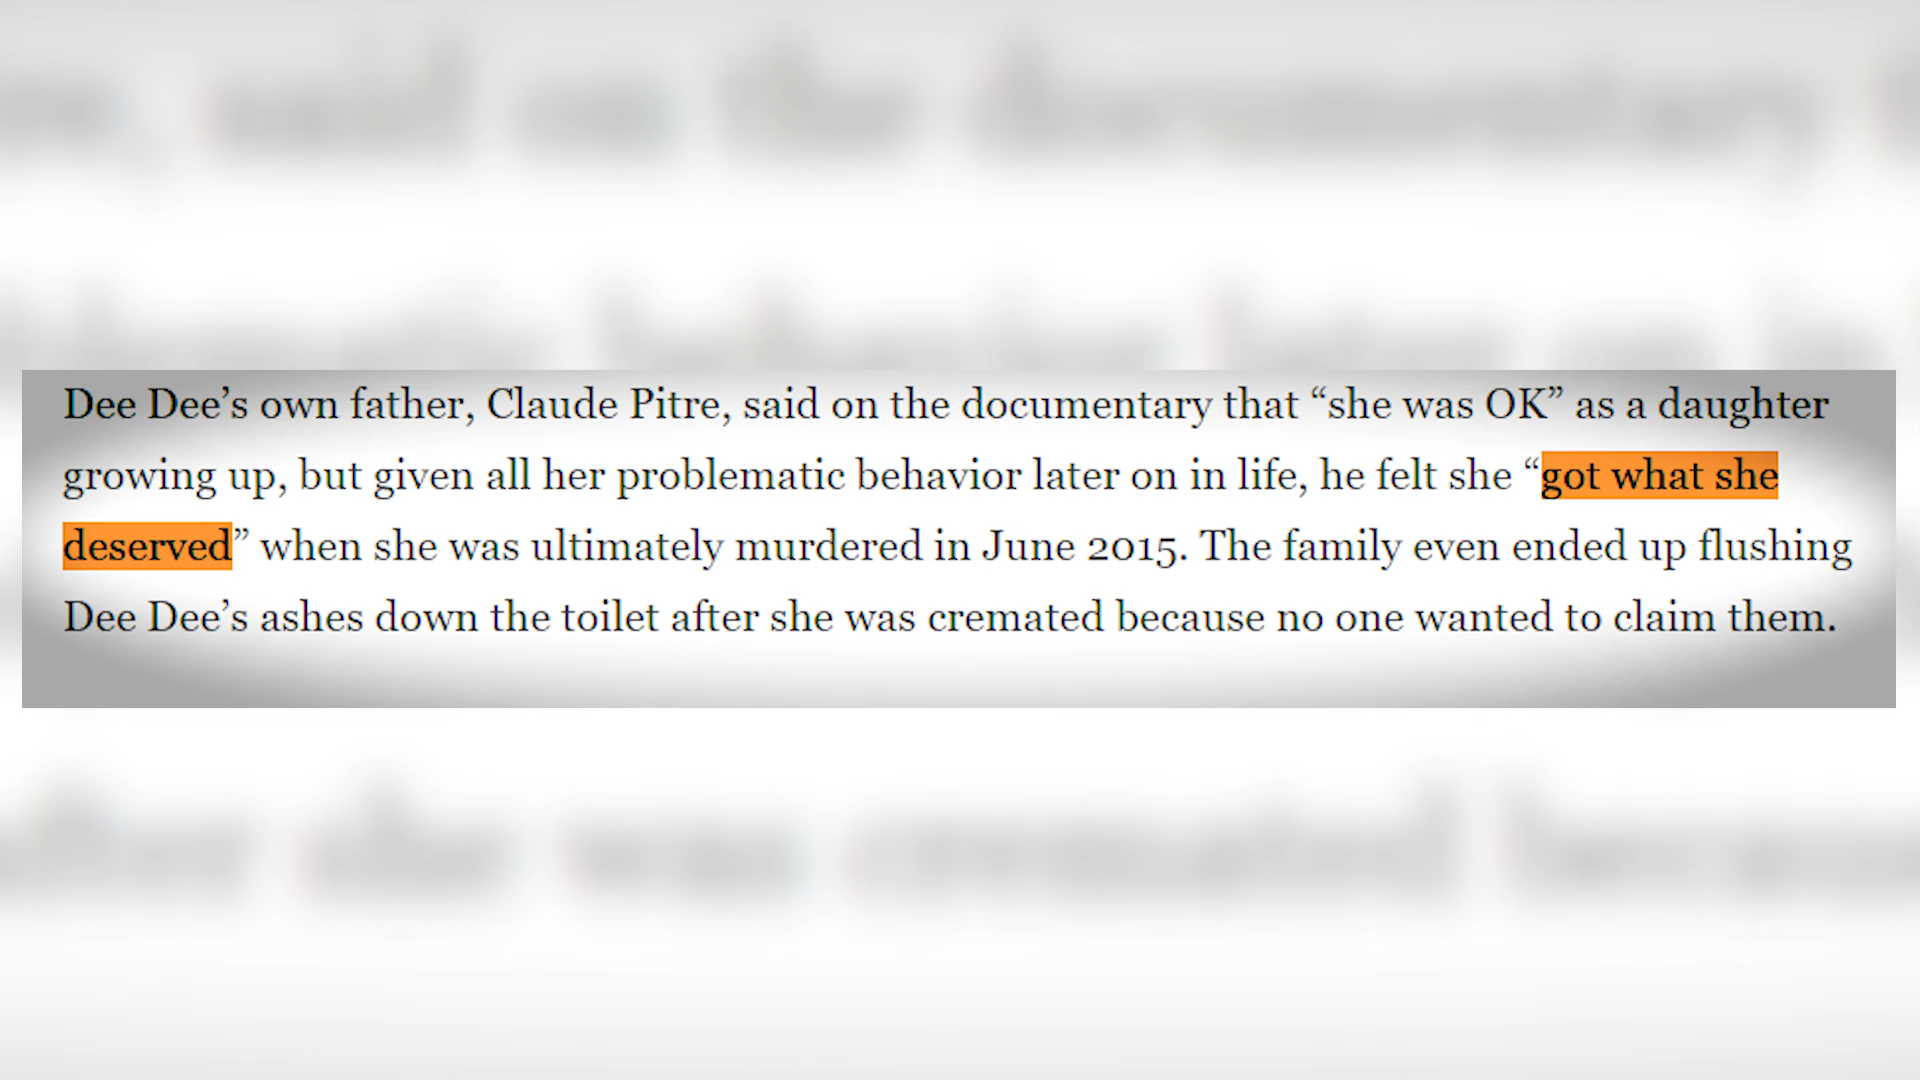 Dee Dee’s own father, Claude Pitre, said on the documentary that “she was OK” as a daughter
growing up, but given all her problematic behavior later on in life, he felt she “got what she
deserved” when she was ultimately murdered in June 2015. The family even ended up flushing
Dee Dee’s ashes down the toilet after she was cremated because no one wanted to claim them.